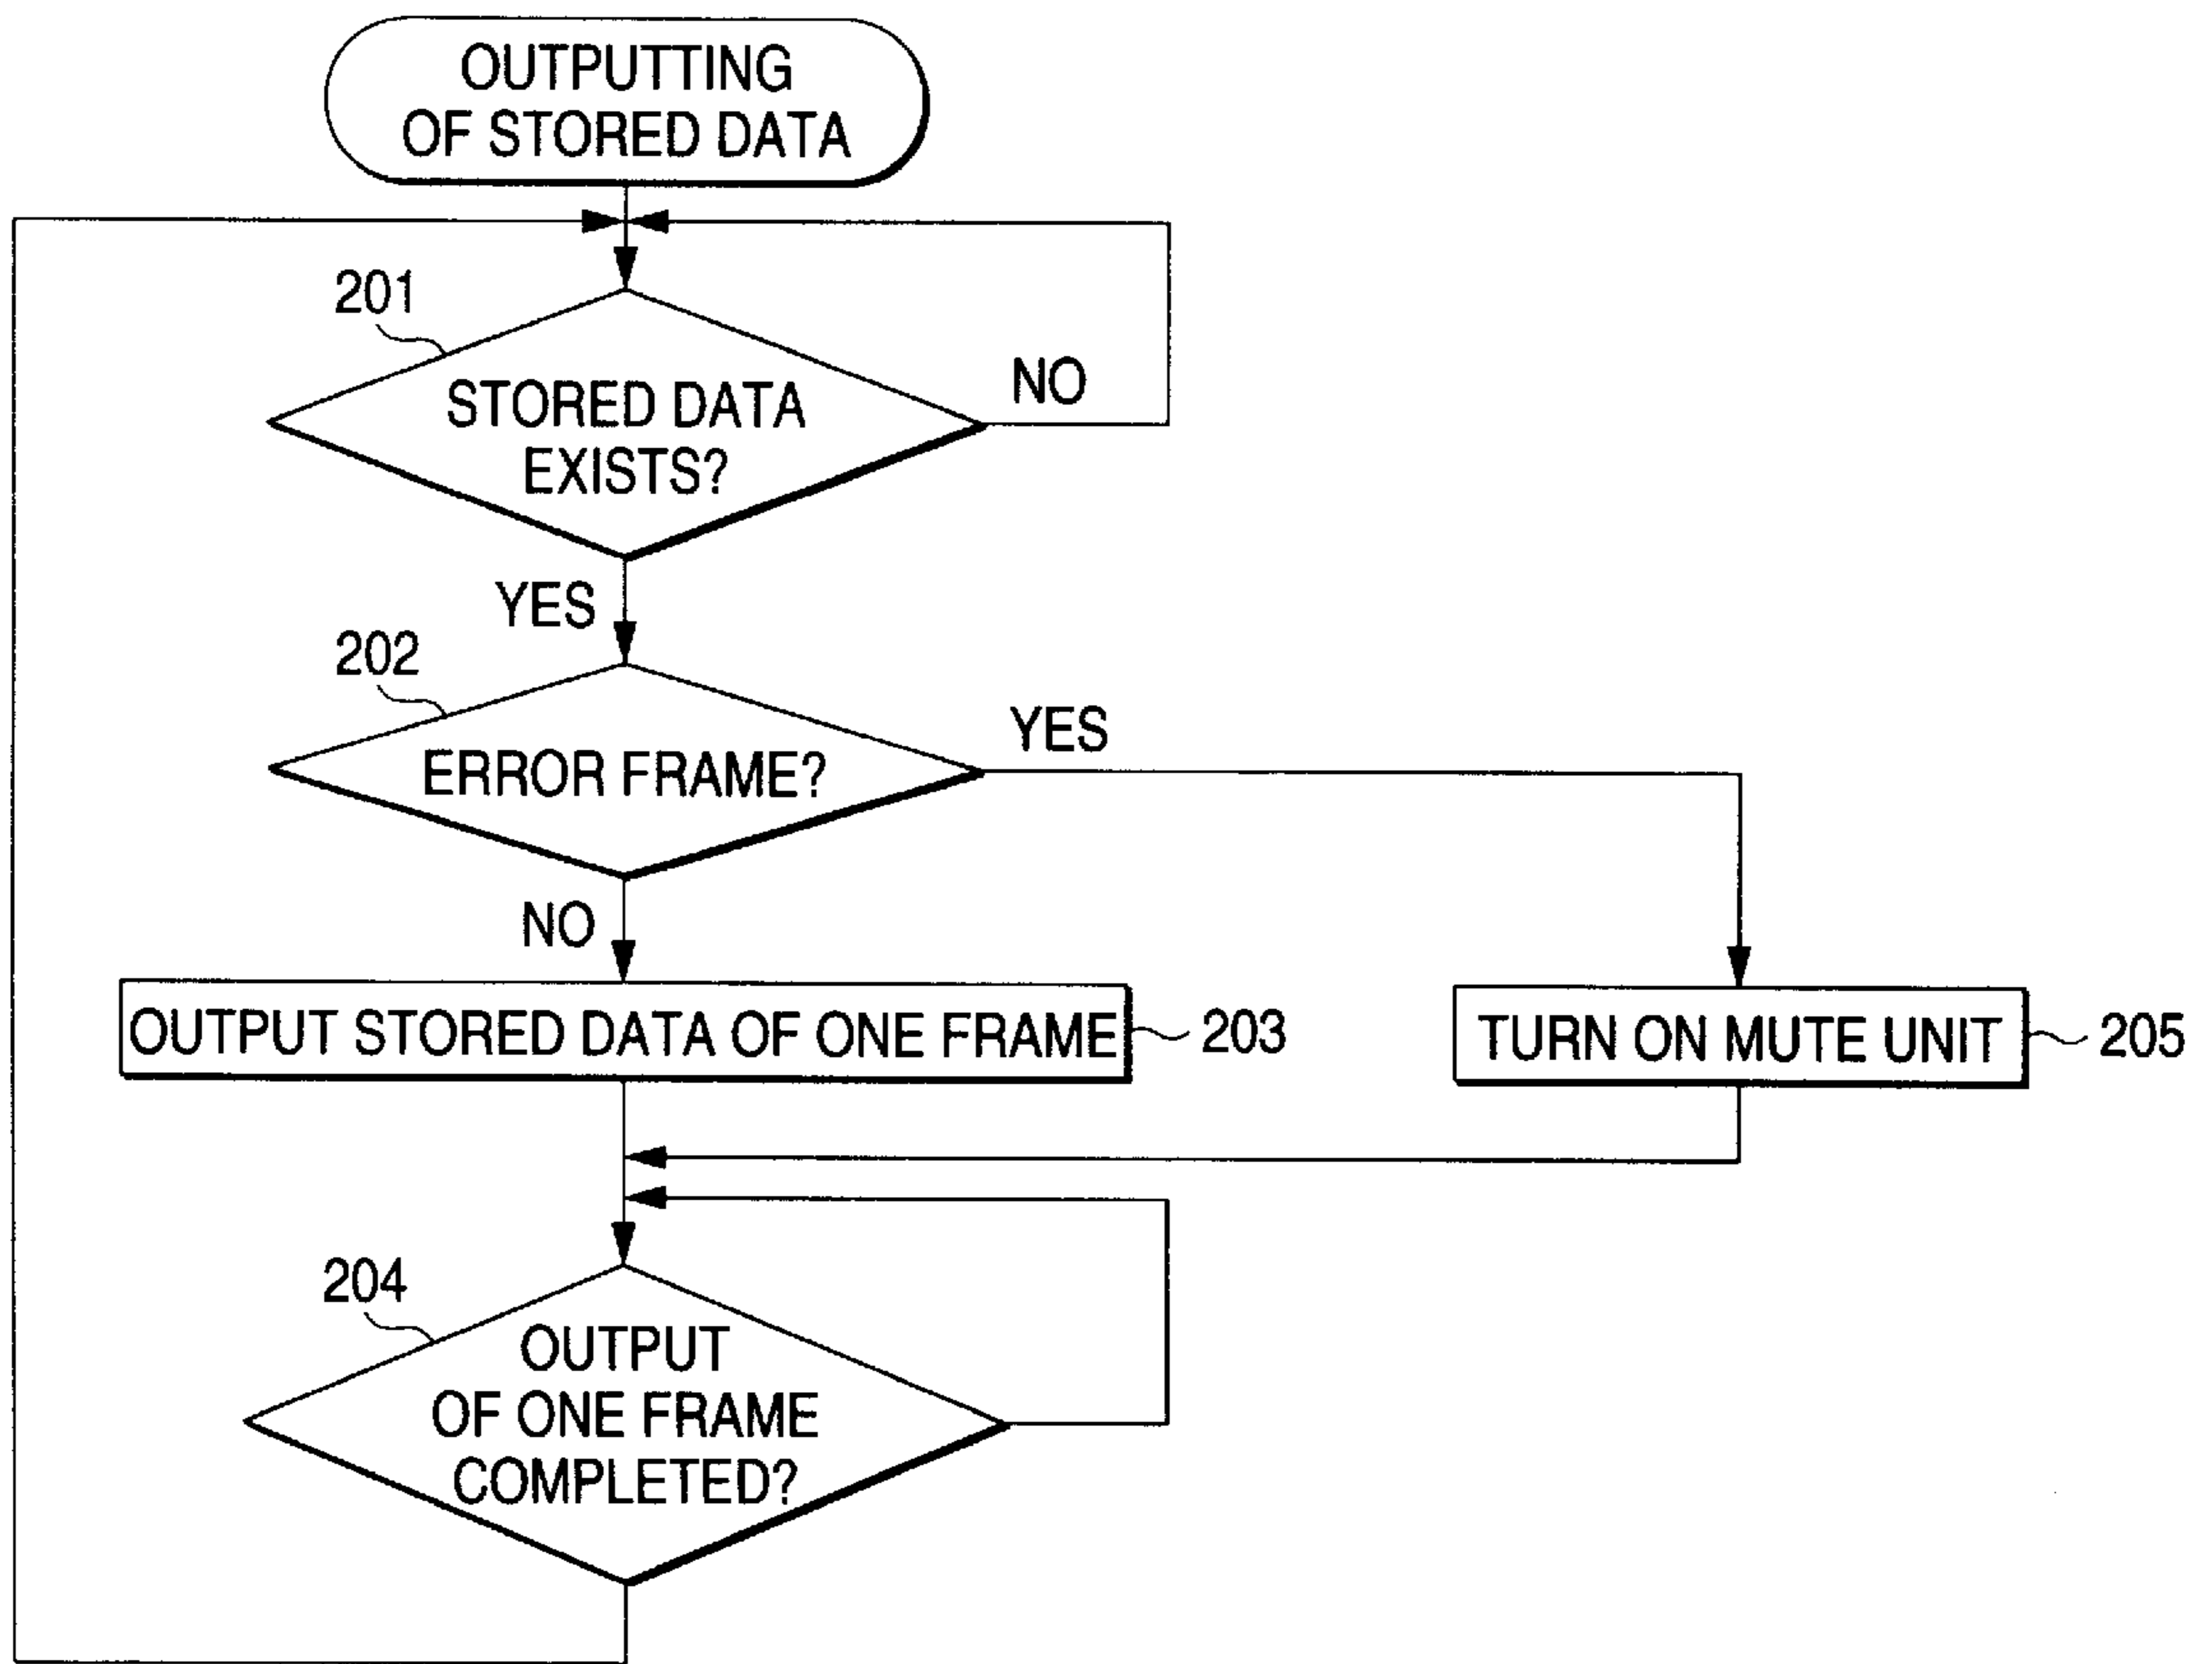 OUTPUTTING
OF STORED DATA
201
STORED DATA
EXISTS?
NO
YES
202
ERROR FRAME?
YES
NO
OUTPUT STORED DATA OF ONE FRAME
203
TURN ON MUTE UNIT
205
204
OUTPUT
OF ONE FRAME
COMPLETED?